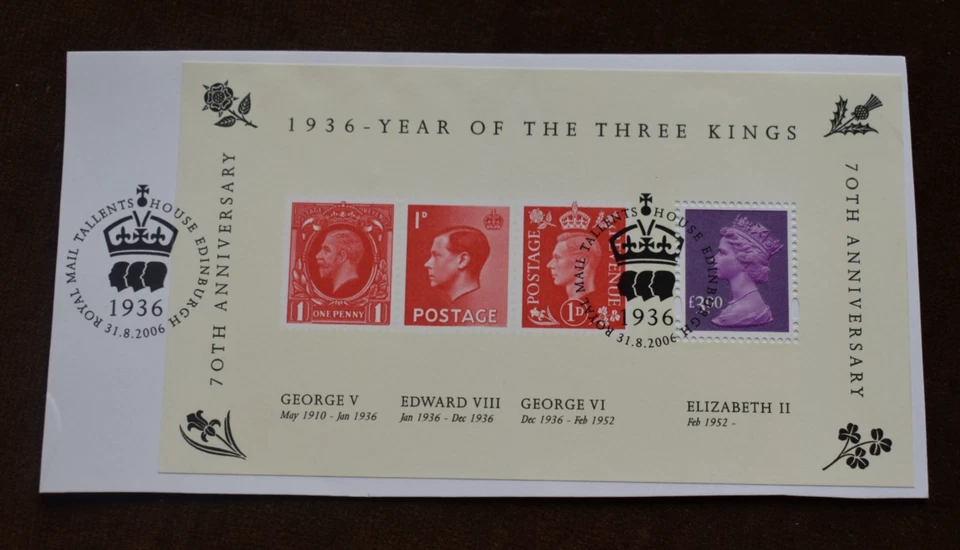 1936 - YEAR OF THE THREE KINGS
70TH ANNIVERSARY
70TH ANNIVERSARY
ROYAL MAIL TALLENTS HOUSE EDINBURGH
1936
31.8.2006
1 ONE PENNY 1
1D
POSTAGE
POSTAGE
1D
ROYAL MAIL TALLENTS HOUSE EDINBURGH
1936
31.8.2006
GEORGE V
May 1910 - Jan 1936
EDWARD VIII
Jan 1936 - Dec 1936
GEORGE VI
Dec 1936 - Feb 1952
ELIZABETH II
Feb 1952 -